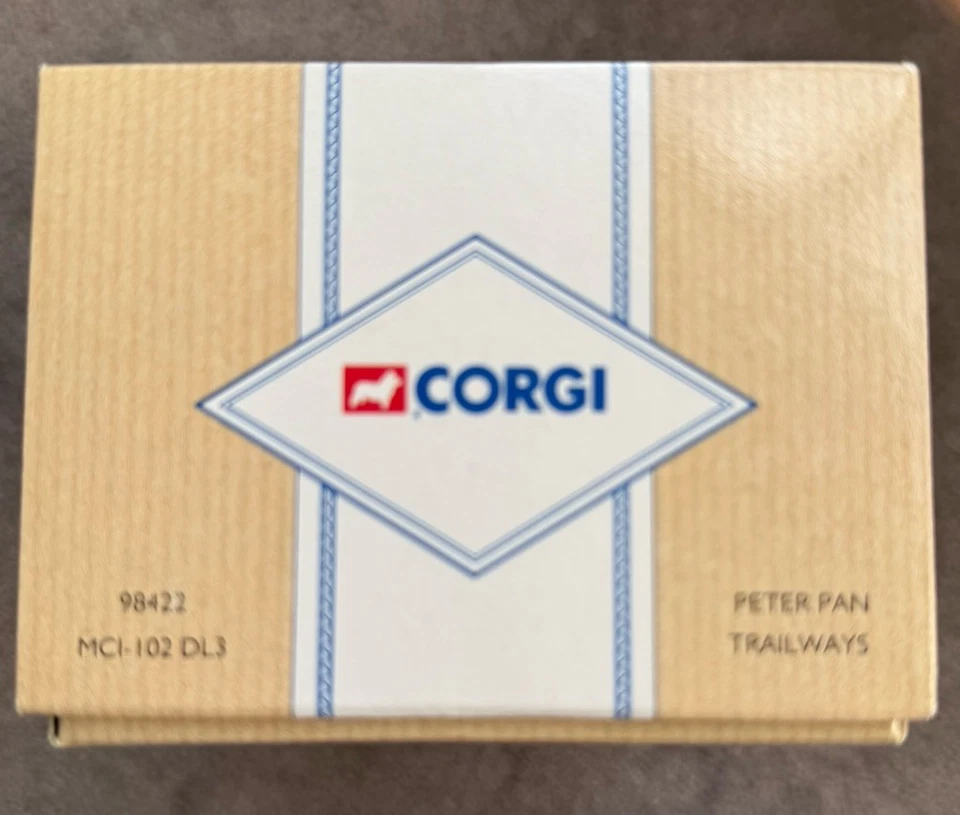 CORGI
98422
MCI-102 DL3
PETER PAN
TRAILWAYS